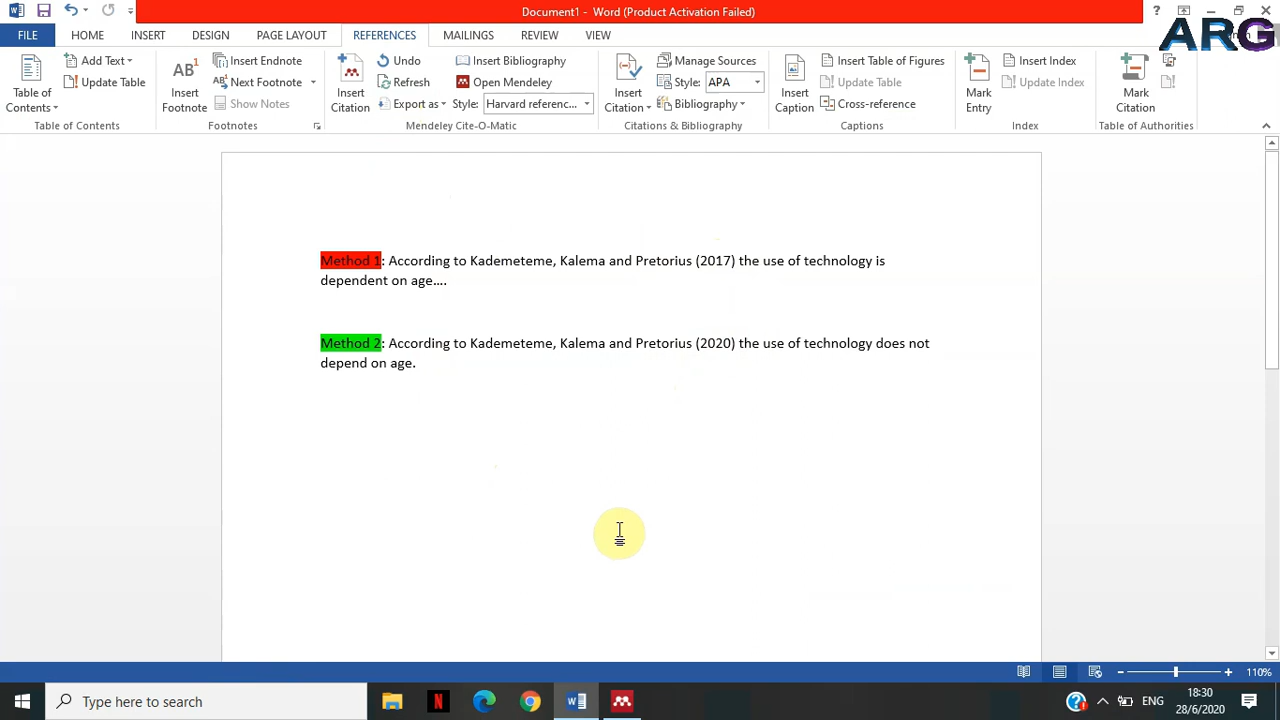 Document1 - Word (Product Activation Failed)
ARG
FILE HOME INSERT DESIGN PAGE LAYOUT REFERENCES MAILINGS REVIEW VIEW
Table of Contents
Add Text
Update Table
Table of Contents
AB¹
Insert Footnote
Insert Endnote
AB¹ Next Footnote
Show Notes
Footnotes
Insert Citation
Undo
Refresh
Export as
Insert Bibliography
Open Mendeley
Style: Harvard referenc...
Mendeley Cite-O-Matic
Insert Citation
Manage Sources
Style: APA
Bibliography
Citations & Bibliography
Insert Caption
Insert Table of Figures
Update Table
Cross-reference
Captions
Mark Entry
Insert Index
Update Index
Index
Mark Citation
Table of Authorities
Method 1: According to Kademeteme, Kalema and Pretorius (2017) the use of technology is
dependent on age….
Method 2: According to Kademeteme, Kalema and Pretorius (2020) the use of technology does not
depend on age.
110%
Type here to search
N
W
ENG
18:30
28/6/2020